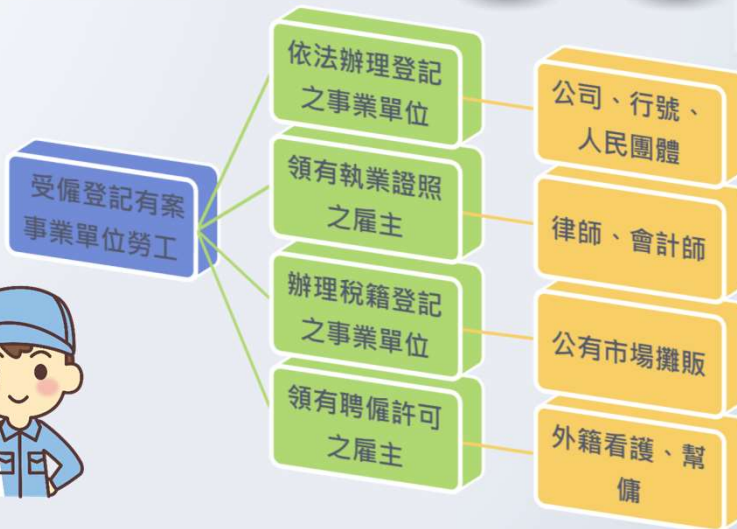 受僱登記有案
事業單位勞工
依法辦理登記
之事業單位
公司、行號、
人民團體
領有執業證照
之雇主
律師、會計師
辦理稅籍登記
之事業單位
公有市場攤販
領有聘僱許可
之雇主
外籍看護、幫
傭